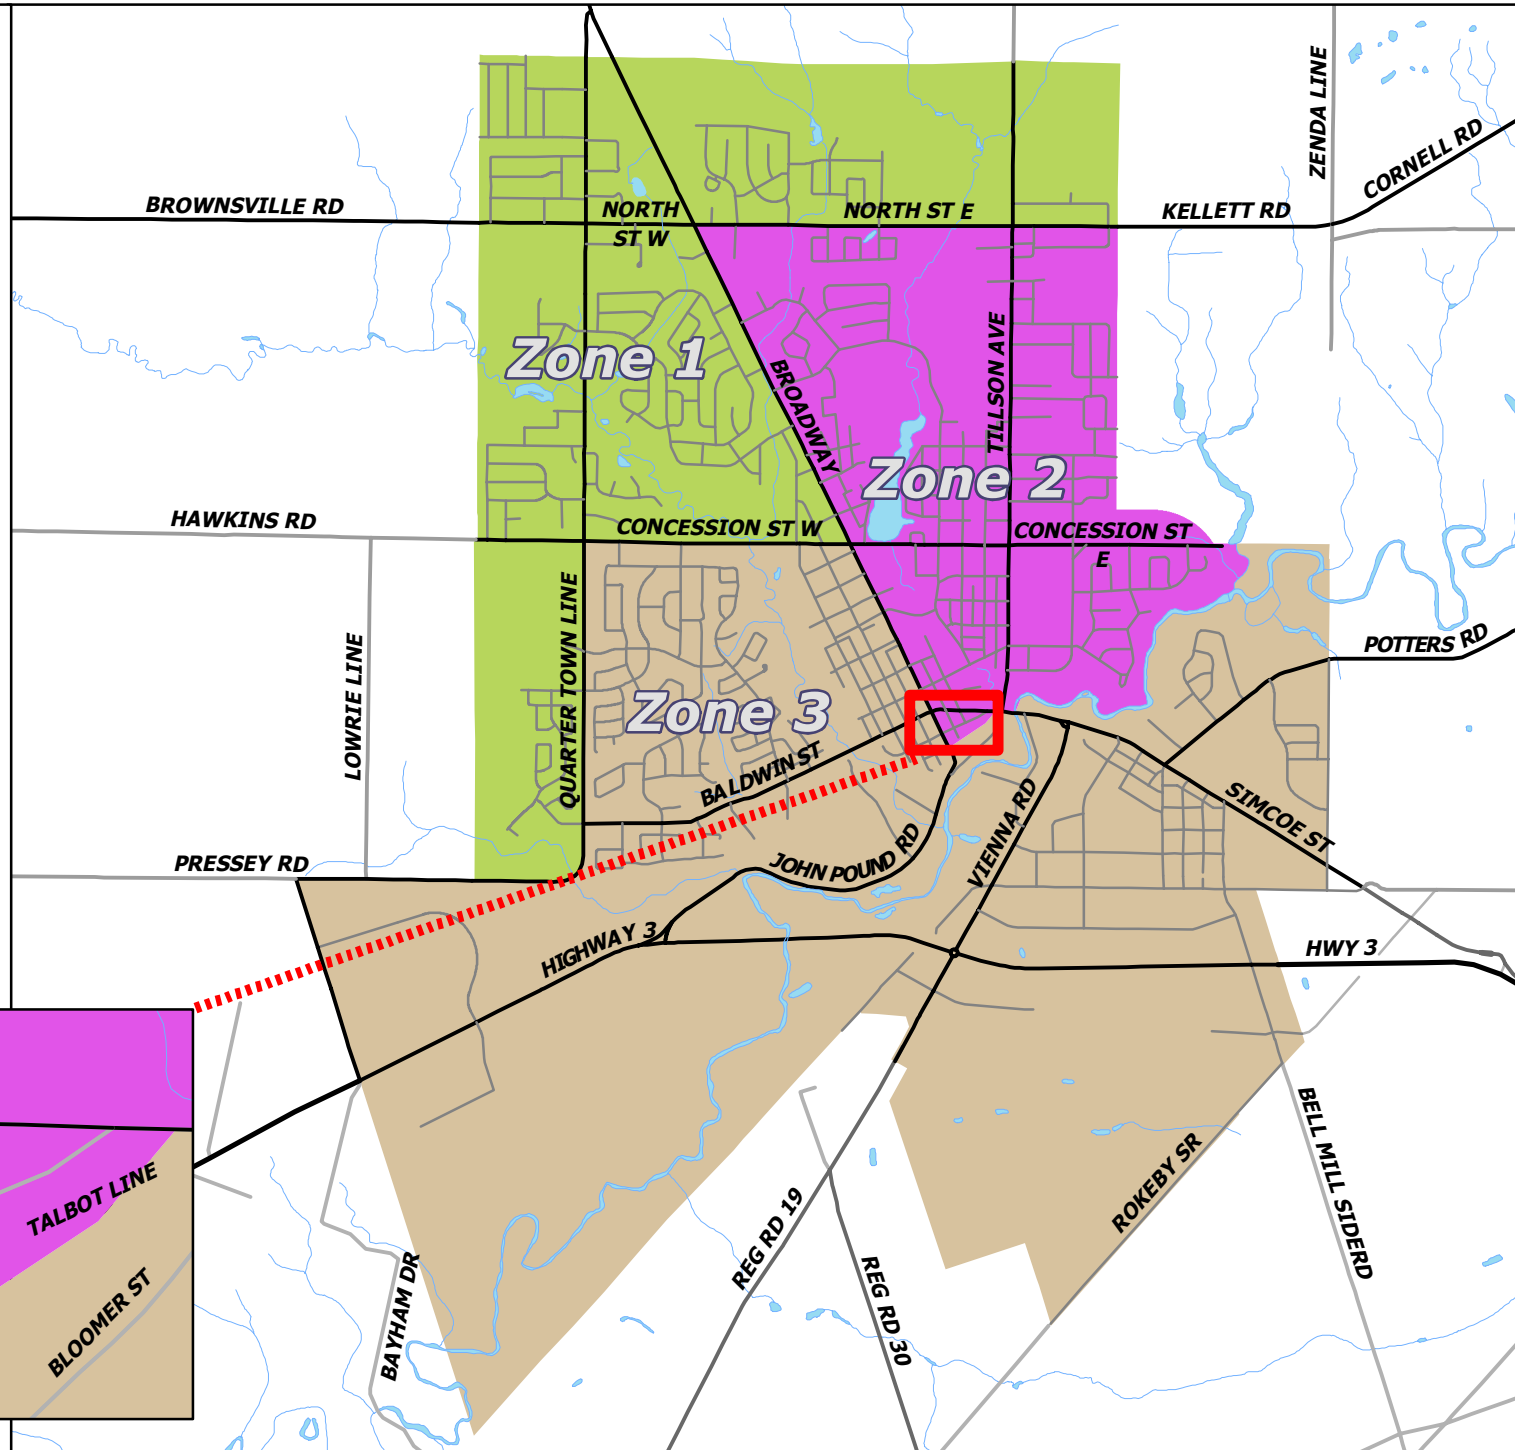 ZENDA LINE
CORNELL RD
BROWNSVILLE RD
NORTH
ST W
NORTH ST E
KELLETT RD
Zone 1
BROADWAY
TILLSON AVE
Zone 2
HAWKINS RD
CONCESSION ST W
CONCESSION ST
E
LOWRIE LINE
QUARTER TOWN LINE
POTTERS RD
Zone 3
BALDWIN ST
SIMCOE ST
VIENNA RD
JOHN POUND RD
PRESSEY RD
HIGHWAY 3
HWY 3
TALBOT LINE
BLOOMER ST
BAYHAM DR
REG RD 19
REG RD 30
ROKEBY SR
BELL MILL SIDERD